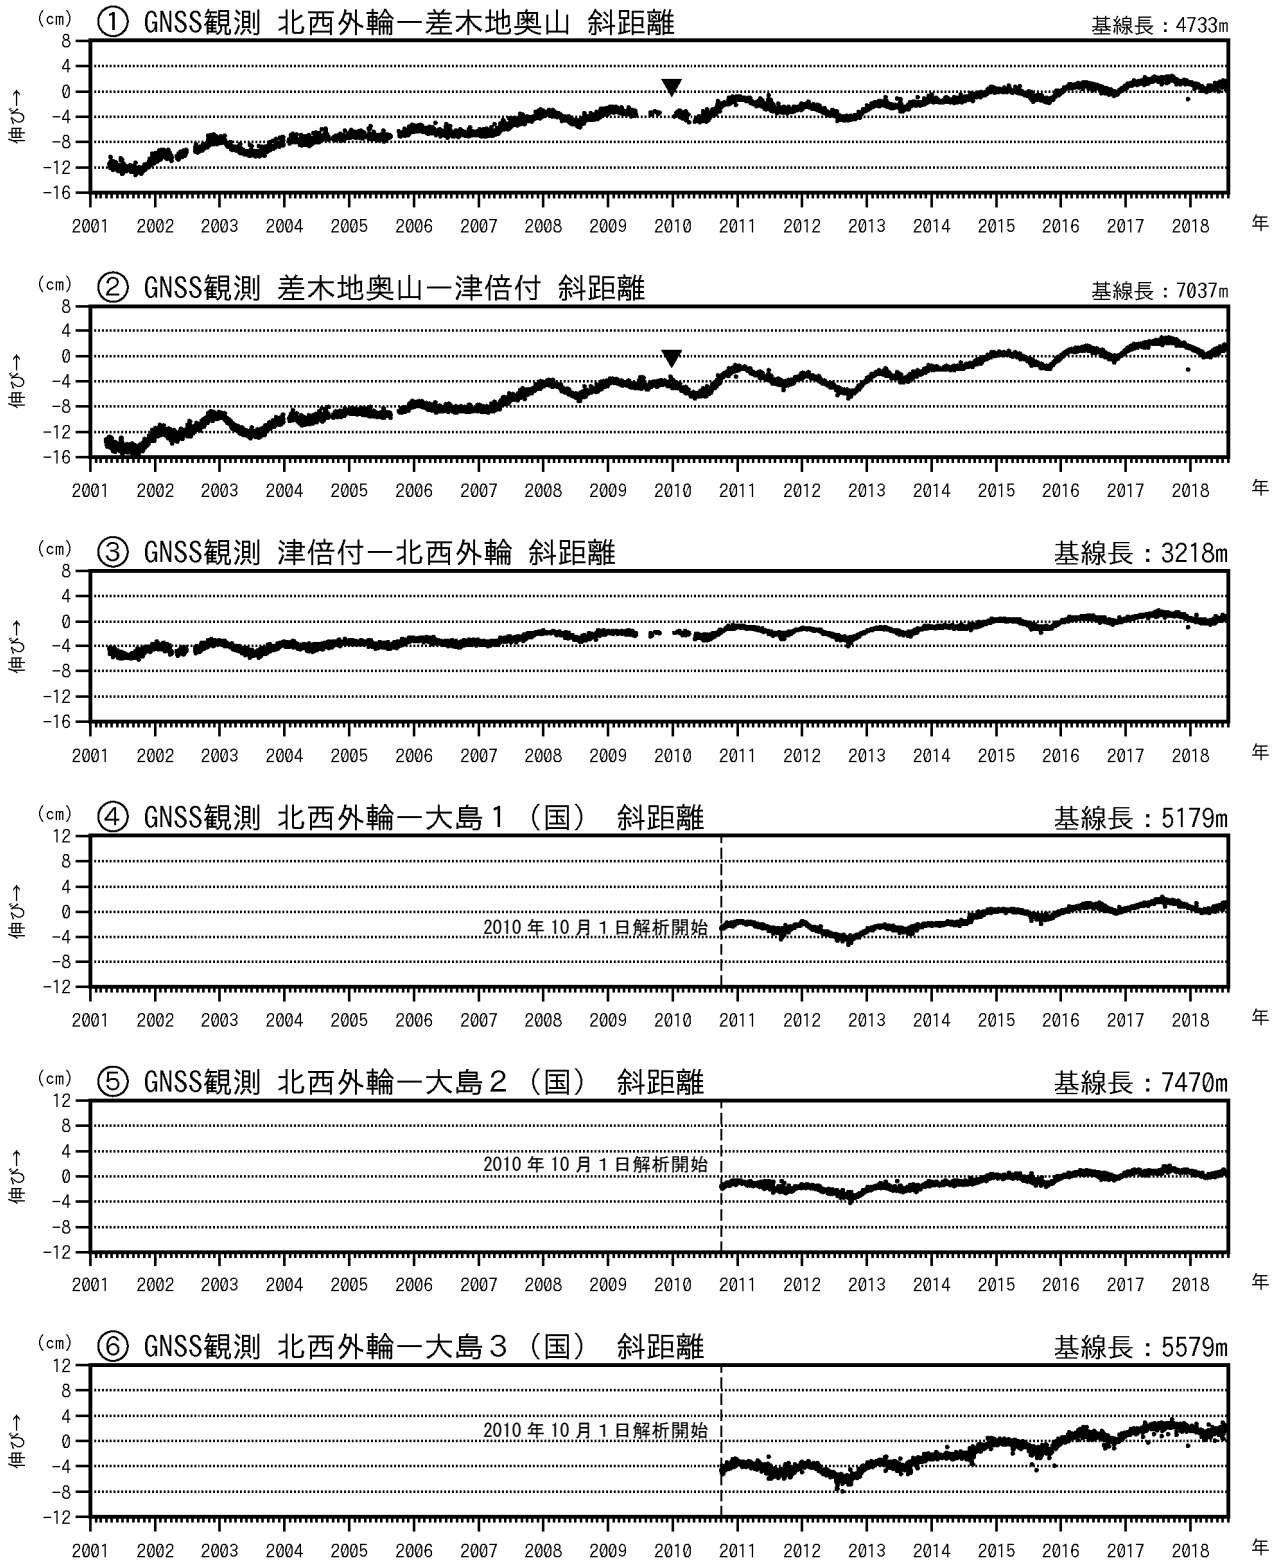 (cm) ① GNSS観測 北西外輪－差木地奥山 斜距離 基線長：4733m
8
4
0
-4
-8
-12
-16
伸び→
2001 2002 2003 2004 2005 2006 2007 2008 2009 2010 2011 2012 2013 2014 2015 2016 2017 2018 年
(cm) ② GNSS観測 差木地奥山－津倍付 斜距離 基線長：7037m
8
4
0
-4
-8
-12
-16
伸び→
2001 2002 2003 2004 2005 2006 2007 2008 2009 2010 2011 2012 2013 2014 2015 2016 2017 2018 年
(cm) ③ GNSS観測 津倍付－北西外輪 斜距離 基線長：3218m
8
4
0
-4
-8
-12
-16
伸び→
2001 2002 2003 2004 2005 2006 2007 2008 2009 2010 2011 2012 2013 2014 2015 2016 2017 2018 年
(cm) ④ GNSS観測 北西外輪－大島１（国） 斜距離 基線長：5179m
12
8
4
0
-4
-8
-12
伸び→
2010年10月１日解析開始
2001 2002 2003 2004 2005 2006 2007 2008 2009 2010 2011 2012 2013 2014 2015 2016 2017 2018 年
(cm) ⑤ GNSS観測 北西外輪－大島２（国） 斜距離 基線長：7470m
12
8
4
0
-4
-8
-12
伸び→
2010年10月１日解析開始
2001 2002 2003 2004 2005 2006 2007 2008 2009 2010 2011 2012 2013 2014 2015 2016 2017 2018 年
(cm) ⑥ GNSS観測 北西外輪－大島３（国） 斜距離 基線長：5579m
12
8
4
0
-4
-8
-12
伸び→
2010年10月１日解析開始
2001 2002 2003 2004 2005 2006 2007 2008 2009 2010 2011 2012 2013 2014 2015 2016 2017 2018 年